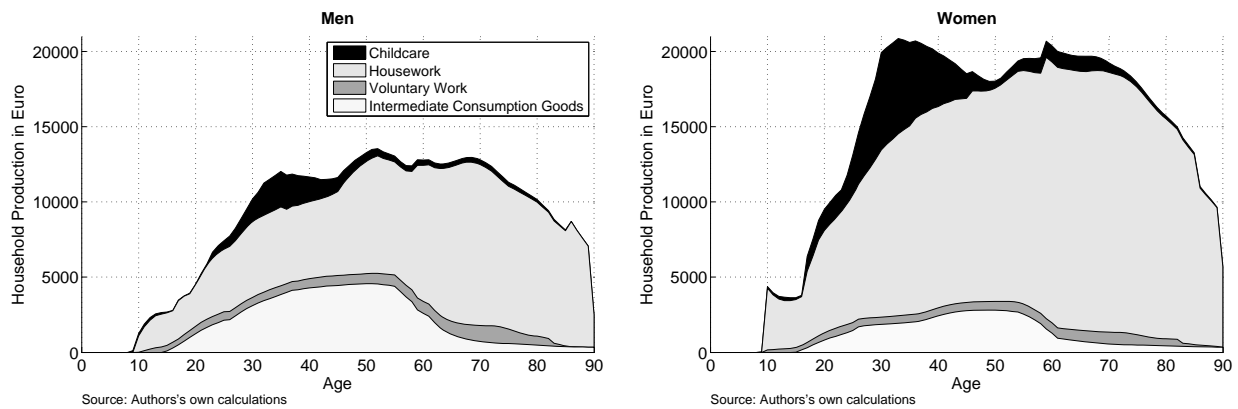 Men
Household Production in Euro
20000
15000
10000
5000
0
Childcare
Housework
Voluntary Work
Intermediate Consumption Goods
0 10 20 30 40 50 60 70 80 90
Age
Source: Authors's own calculations
Women
Household Production in Euro
20000
15000
10000
5000
0
0 10 20 30 40 50 60 70 80 90
Age
Source: Authors's own calculations